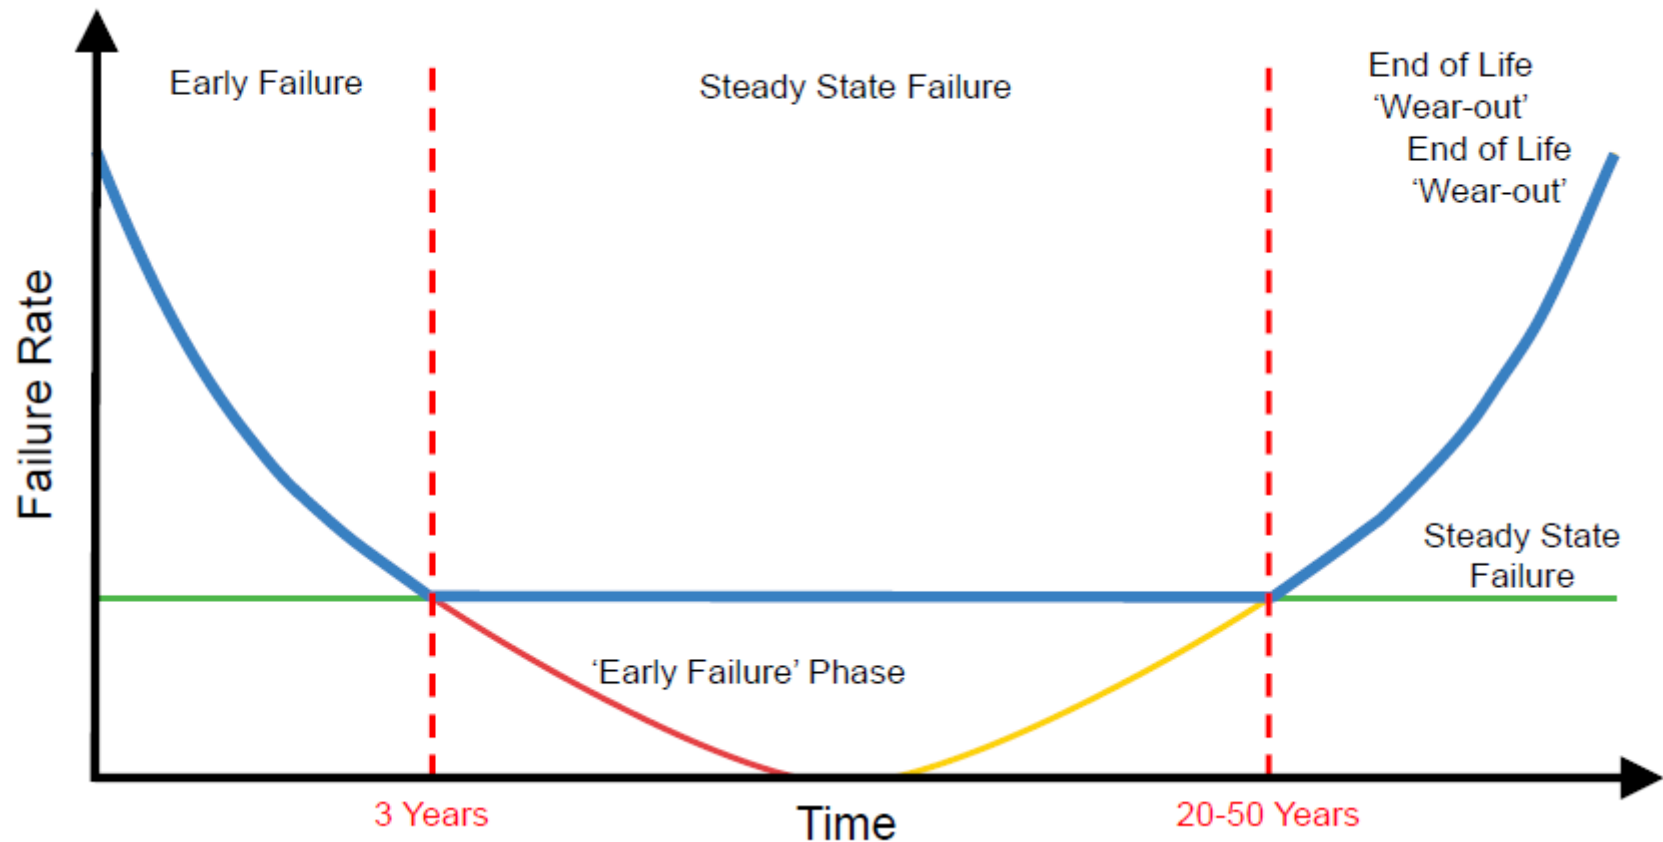 Early Failure
Steady State Failure
End of Life
‘Wear-out’
End of Life
‘Wear-out’
Failure Rate
Steady State
Failure
‘Early Failure’ Phase
3 Years
Time
20-50 Years